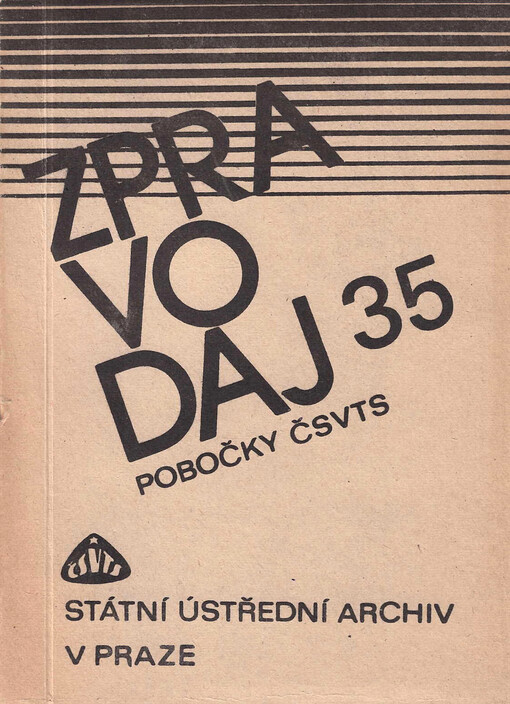 ZPRA
VO
DAJ 35
POBOČKY ČSVTS
ČSVTS
STÁTNÍ ÚSTŘEDNÍ ARCHIV
V PRAZE